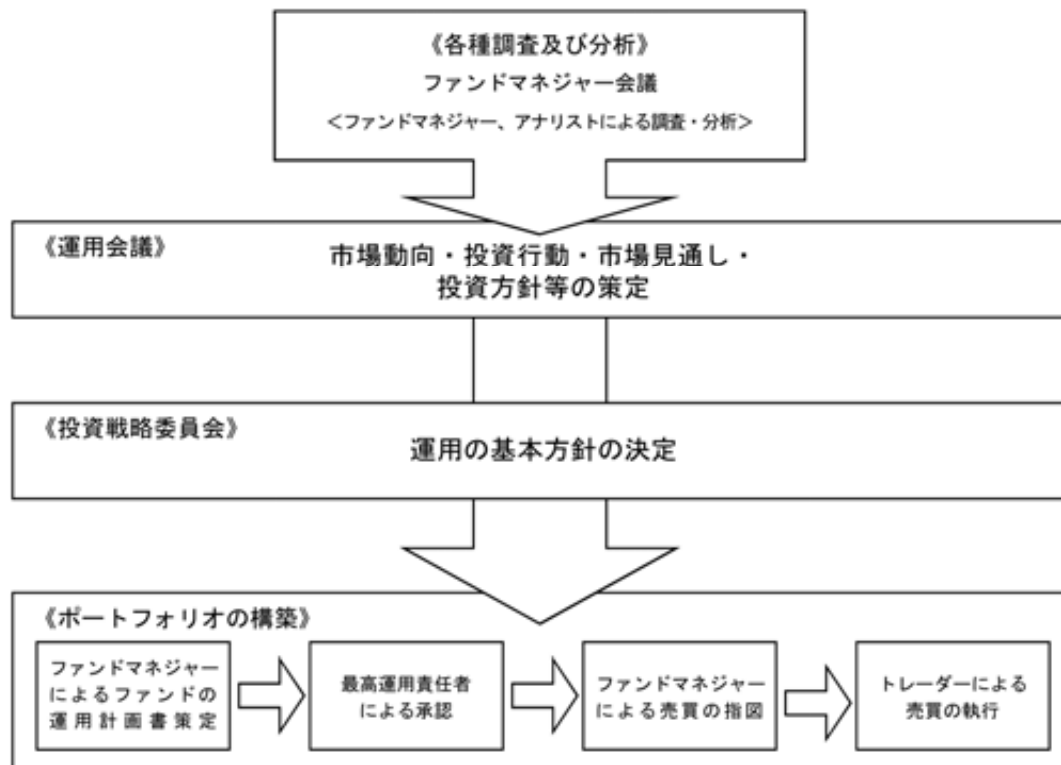 《各種調査及び分析》
ファンドマネジャー会議
<ファンドマネジャー、アナリストによる調査・分析>
《運用会議》
市場動向・投資行動・市場見通し・
投資方針等の策定
《投資戦略委員会》
運用の基本方針の決定
《ポートフォリオの構築》
ファンドマネジャー
によるファンドの
運用計画書策定
最高運用責任者
による承認
ファンドマネジャー
による売買の指図
トレーダーによる
売買の執行